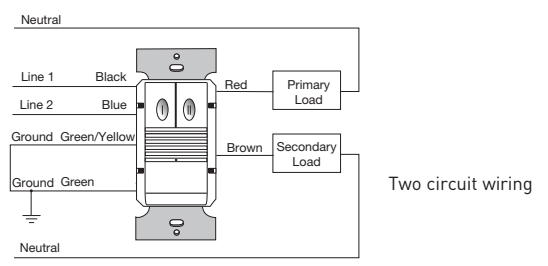 Neutral
Line 1 Black
Red
Primary
Load
Line 2 Blue
Ground Green/Yellow
Brown
Secondary
Load
Ground Green
Two circuit wiring
Neutral
I
II